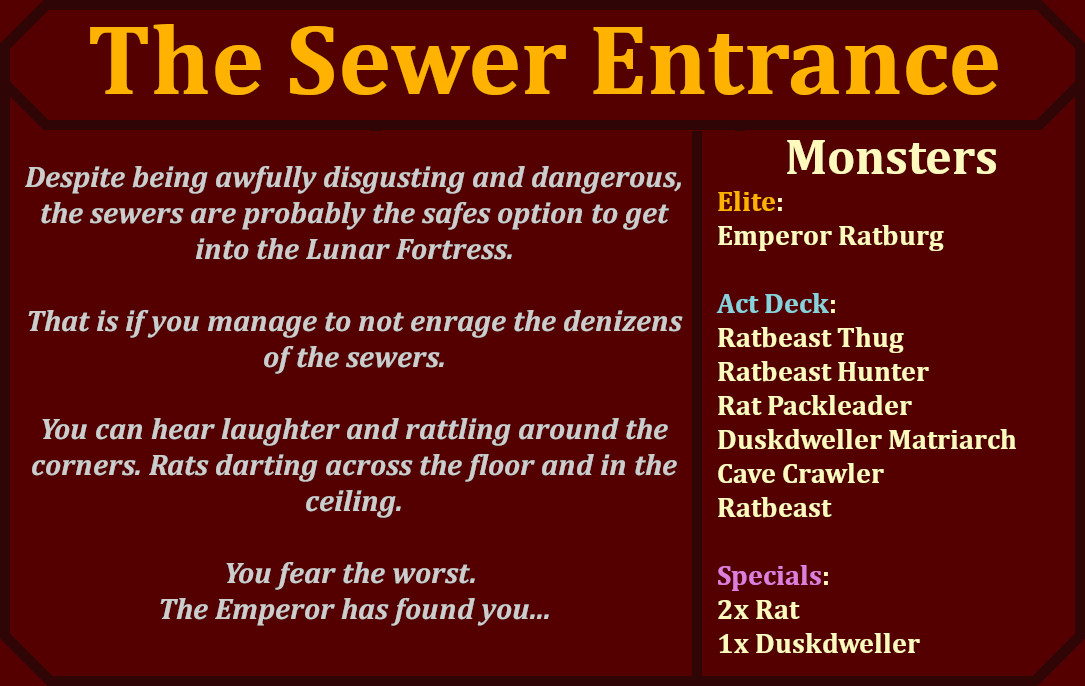 The Sewer Entrance
Despite being awfully disgusting and dangerous,
the sewers are probably the safes option to get
into the Lunar Fortress.
That is if you manage to not enrage the denizens
of the sewers.
You can hear laughter and rattling around the
corners. Rats darting across the floor and in the
ceiling.
You fear the worst.
The Emperor has found you...
Monsters
Elite:
Emperor Ratburg
Act Deck:
Ratbeast Thug
Ratbeast Hunter
Rat Packleader
Duskdweller Matriarch
Cave Crawler
Ratbeast
Specials:
2x Rat
1x Duskdweller